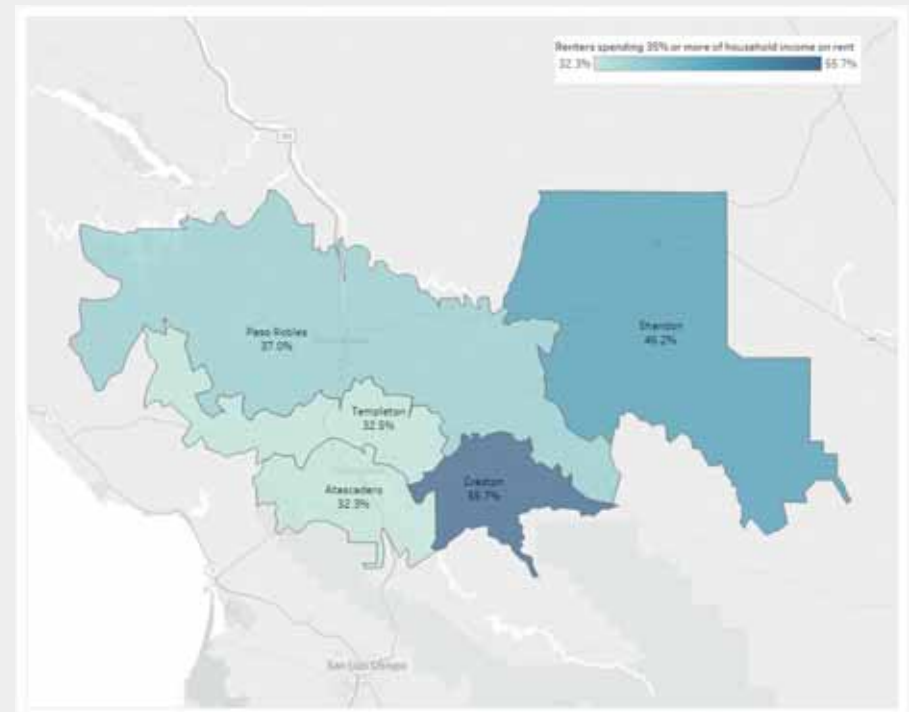 Renters spending 35% or more of household income on rent
32.3% 55.7%
Paso Robles
37.0%
Shandon
46.2%
Templeton
32.5%
Creston
55.7%
Atascadero
32.3%
San Luis Obispo